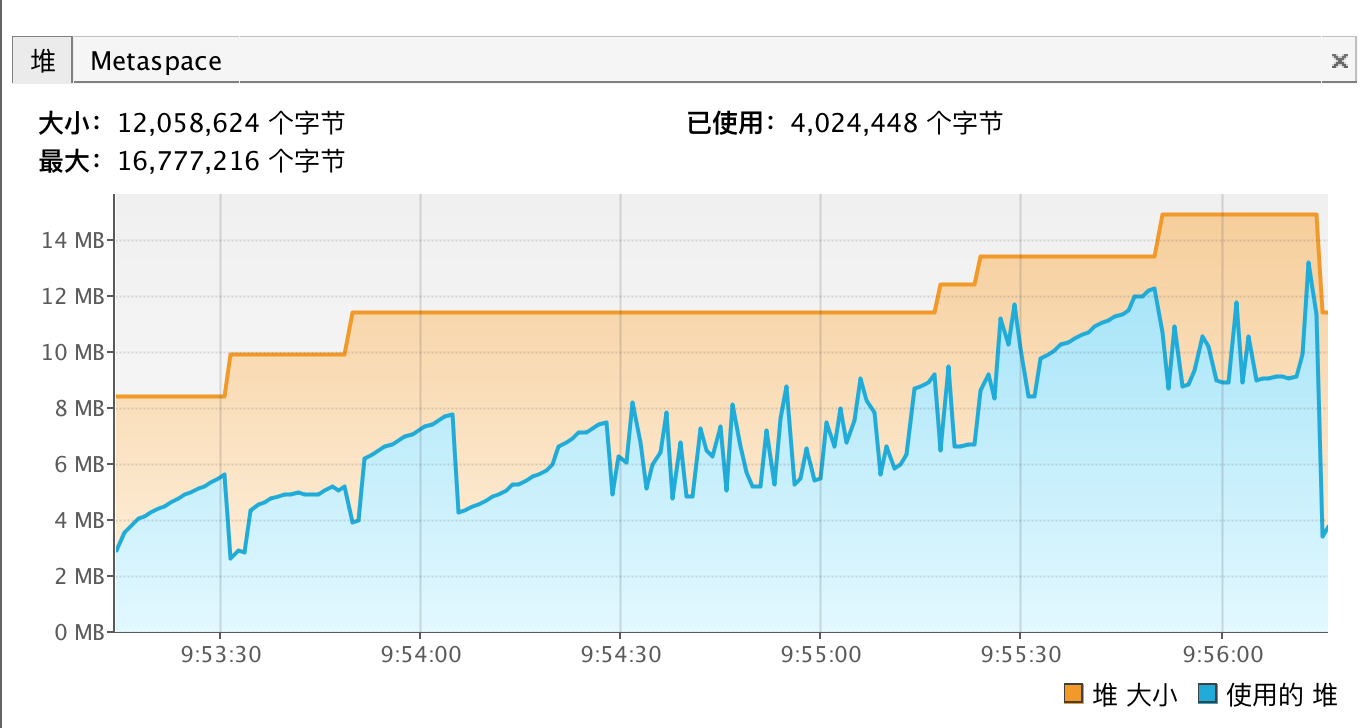 堆 Metaspace
大小： 12,058,624 个字节 已使用： 4,024,448 个字节
最大： 16,777,216 个字节
14 MB
12 MB
10 MB
8 MB
6 MB
4 MB
2 MB
0 MB
9:53:30 9:54:00 9:54:30 9:55:00 9:55:30 9:56:00
堆 大小 使用的 堆